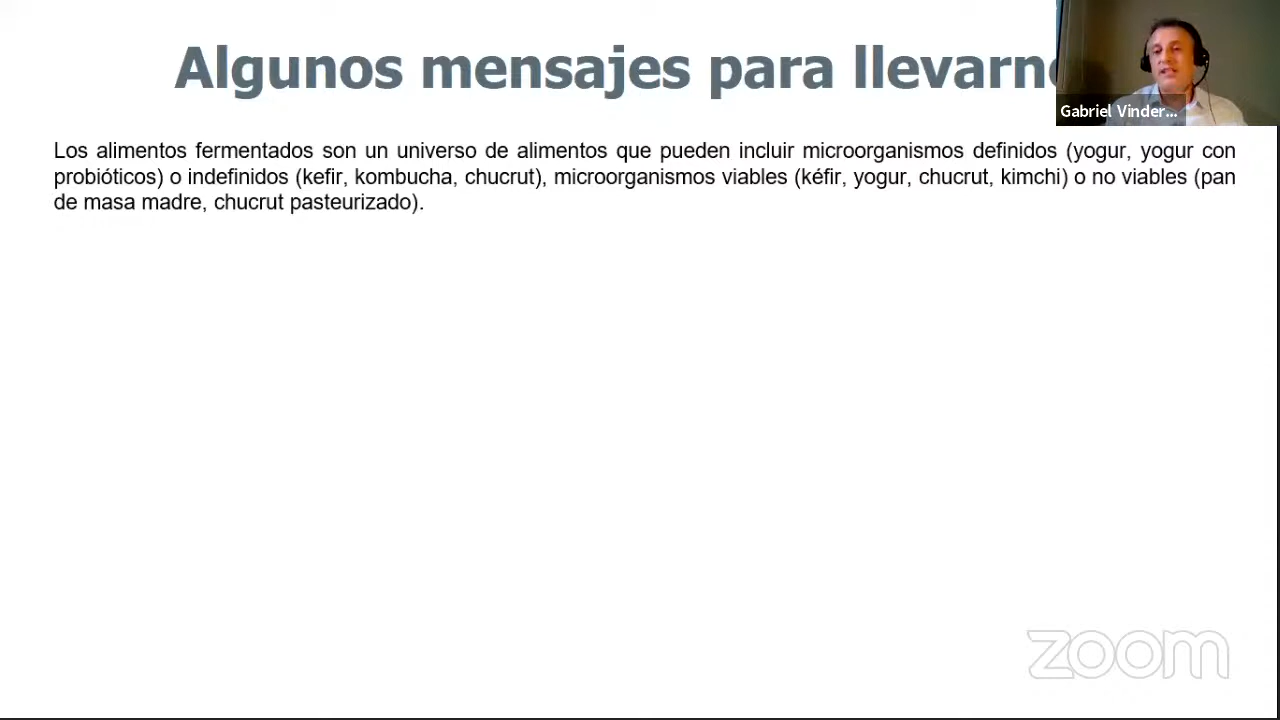 Algunos mensajes para llevarn
Gabriel Vinder...
Los alimentos fermentados son un universo de alimentos que pueden incluir microorganismos definidos (yogur, yogur con
probióticos) o indefinidos (kefir, kombucha, chucrut), microorganismos viables (kéfir, yogur, chucrut, kimchi) o no viables (pan
de masa madre, chucrut pasteurizado).
zoom